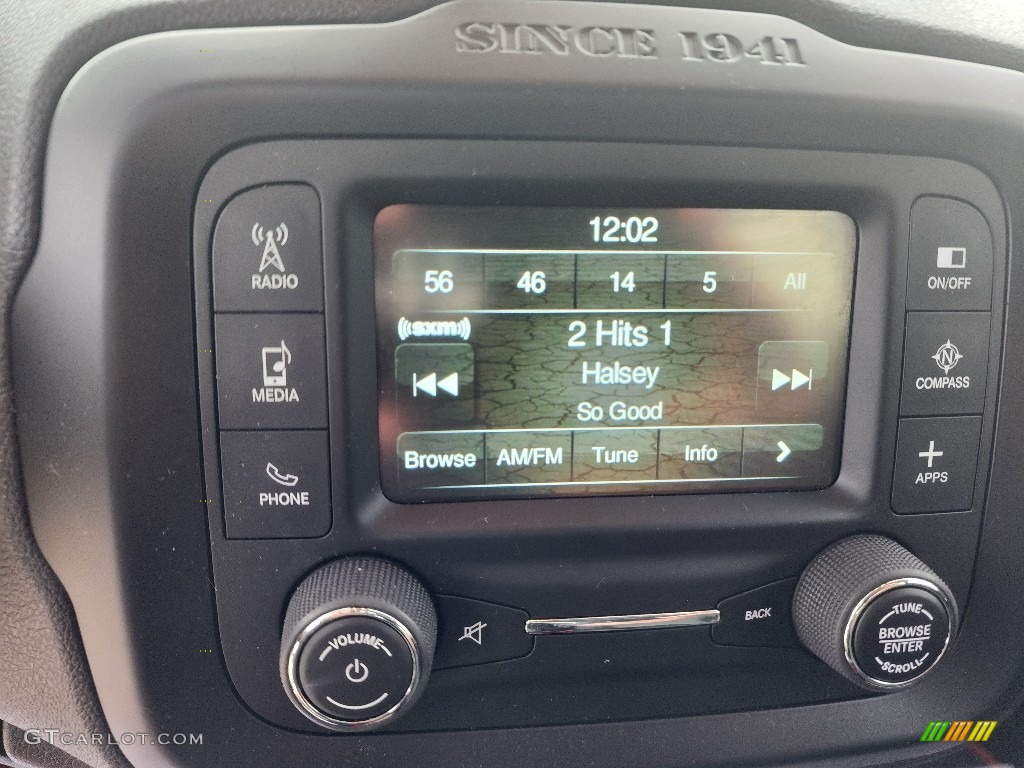 SINCE 1941
12:02
56 46 14 5 All
sxm
2 Hits 1
Halsey
So Good
Browse AM/FM Tune Info >
RADIO
MEDIA
PHONE
ON/OFF
N
COMPASS
+
APPS
VOLUME
BACK
TUNE
BROWSE
ENTER
SCROLL
GTCARLOT.COM